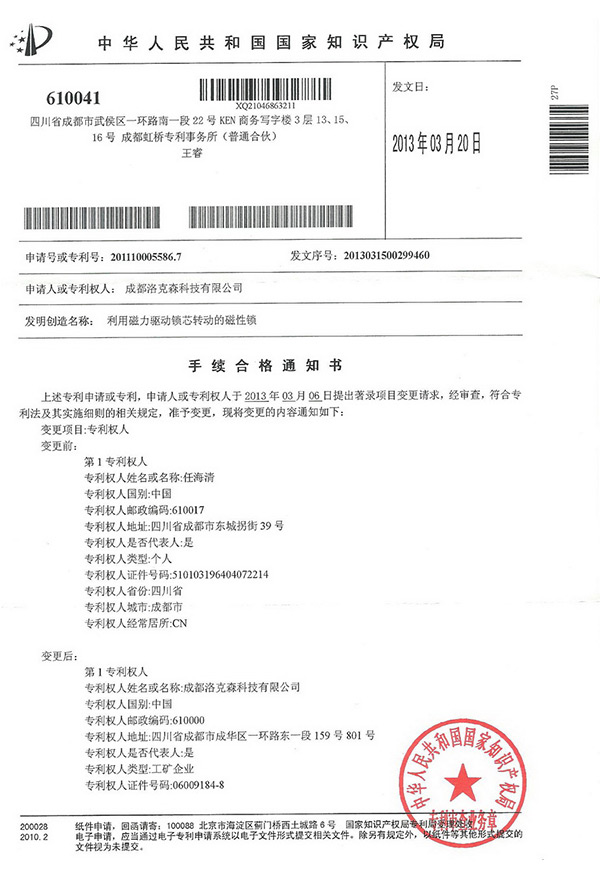 中华人民共和国国家知识产权局
610041
XQ21046863211
四川省成都市武侯区一环路南一段 22 号 KEN 商务写字楼 3 层 13、15、
16 号 成都虹桥专利事务所（普通合伙）
王睿
发文日：
2013 年 03 月 20 日
27P
申请号或专利号：201110005586.7
发文序号：2013031500299460
申请人或专利权人：成都洛克森科技有限公司
发明创造名称：利用磁力驱动锁芯转动的磁性锁
手续合格通知书
上述专利申请或专利，申请人或专利权人于 2013 年 03 月 06 日提出著录项目变更请求，经审查，符合专
利法及其实施细则的相关规定，准予变更，现将变更的内容通知如下：
变更项目:专利权人
变更前:
第 1 专利权人
专利权人姓名或名称:任海清
专利权人国别:中国
专利权人邮政编码:610017
专利权人地址:四川省成都市东城拐街 39 号
专利权人是否代表人:是
专利权人类型:个人
专利权人证件号码:510103196404072214
专利权人省份:四川省
专利权人城市:成都市
专利权人经常居所:CN
变更后:
第 1 专利权人
专利权人姓名或名称:成都洛克森科技有限公司
专利权人国别:中国
专利权人邮政编码:610000
专利权人地址:四川省成都市成华区一环路东一段 159 号 801 号
专利权人是否代表人:是
专利权人类型:工矿企业
专利权人证件号码:06009184-8
中华人民共和国国家知识产权局
200028 纸件申请，回函请寄：100088 北京市海淀区蓟门桥西土城路 6 号 国家知识产权局专利局受理处收
2010.2 电子申请，应当通过电子专利申请系统以电子文件形式提交相关文件。除另有规定外，以纸件等其他形式提交的
文件视为未提交。